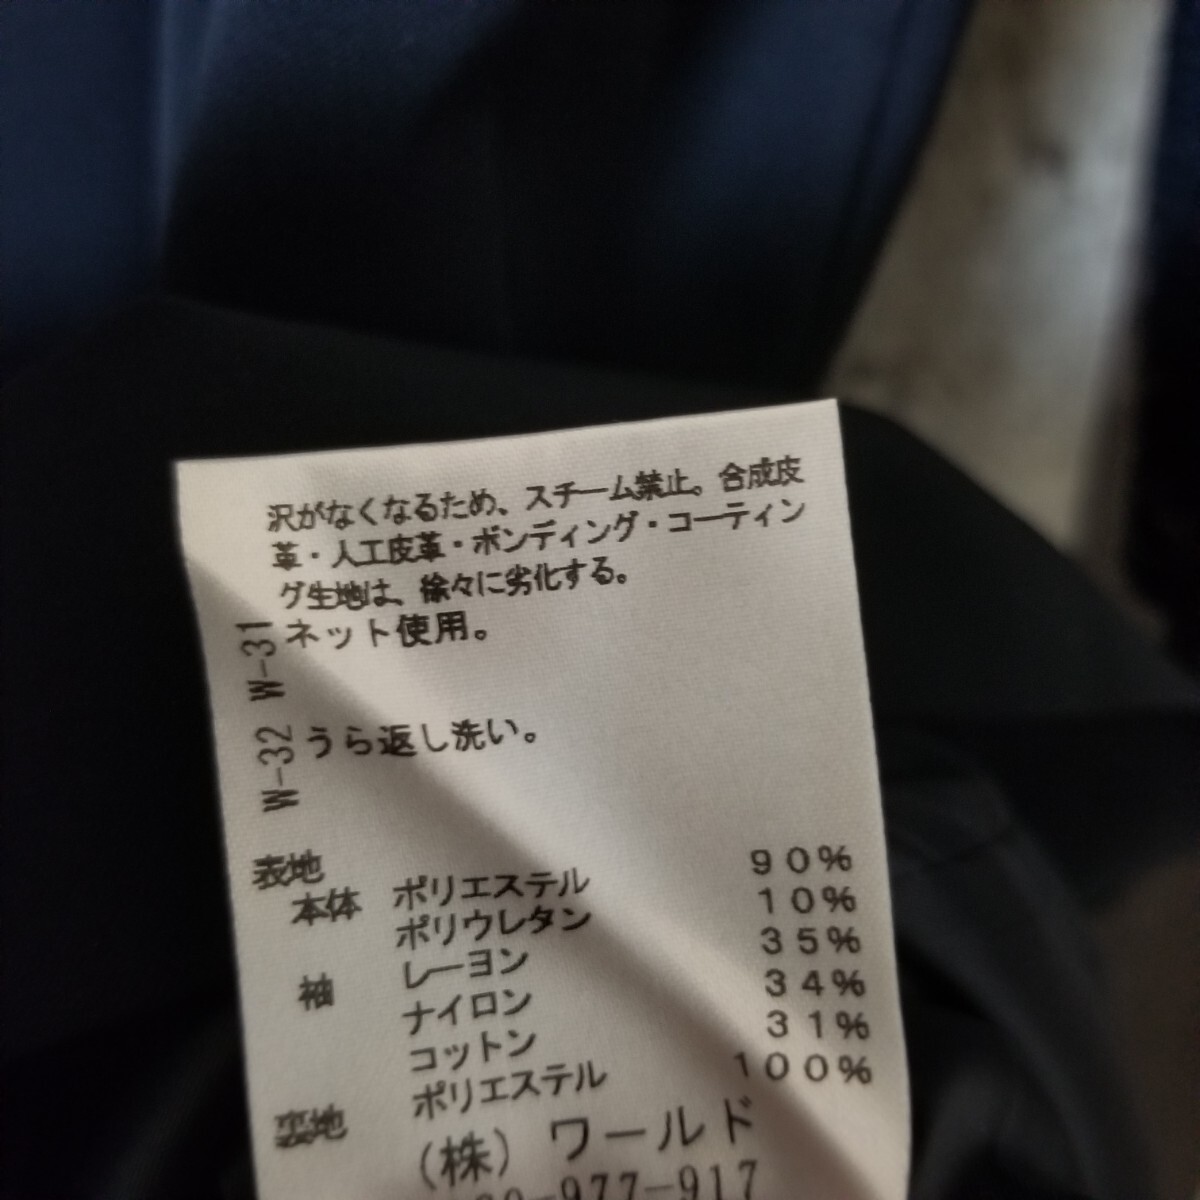 沢がなくなるため、スチーム禁止。合成皮
革・人工皮革・ボンディング・コーティン
グ生地は、徐々に劣化する。
W-31 ネット使用。
W-32 うら返し洗い。
表地
本体 ポリエステル 90%
ポリウレタン 10%
袖 レーヨン 35%
ナイロン 34%
コットン 31%
裏地 ポリエステル 100%
(株) ワールド
-977-917